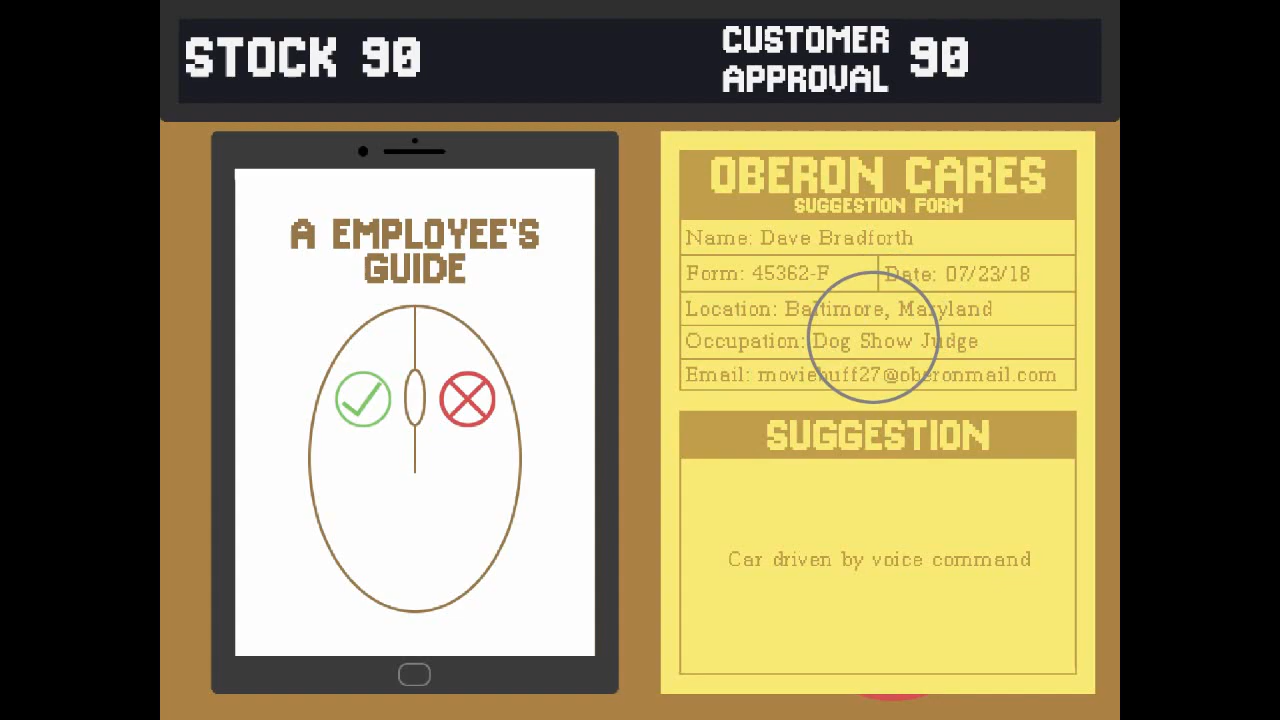 STOCK 90
CUSTOMER
APPROVAL 90
A EMPLOYEE'S
GUIDE
OBERON CARES
SUGGESTION FORM
Name: Dave Bradforth
Form: 45362-F
Date: 07/23/18
Location: Baltimore, Maryland
Occupation: Dog Show Judge
Email: moviebuff27@oberonmail.com
SUGGESTION
Car driven by voice command